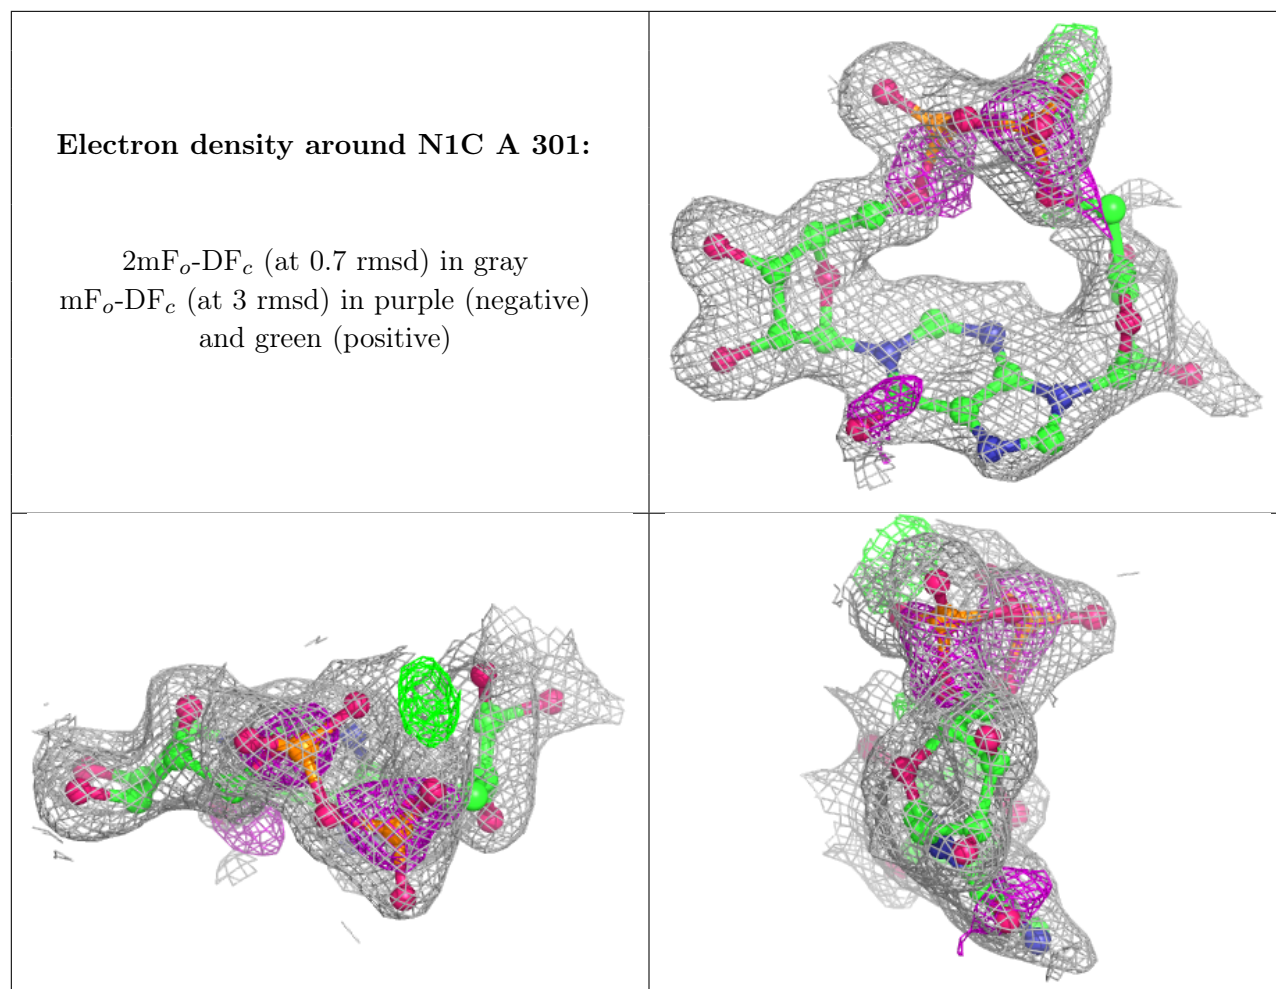 Electron density around N1C A 301:
2mFo-DFc (at 0.7 rmsd) in gray
mFo-DFc (at 3 rmsd) in purple (negative)
and green (positive)